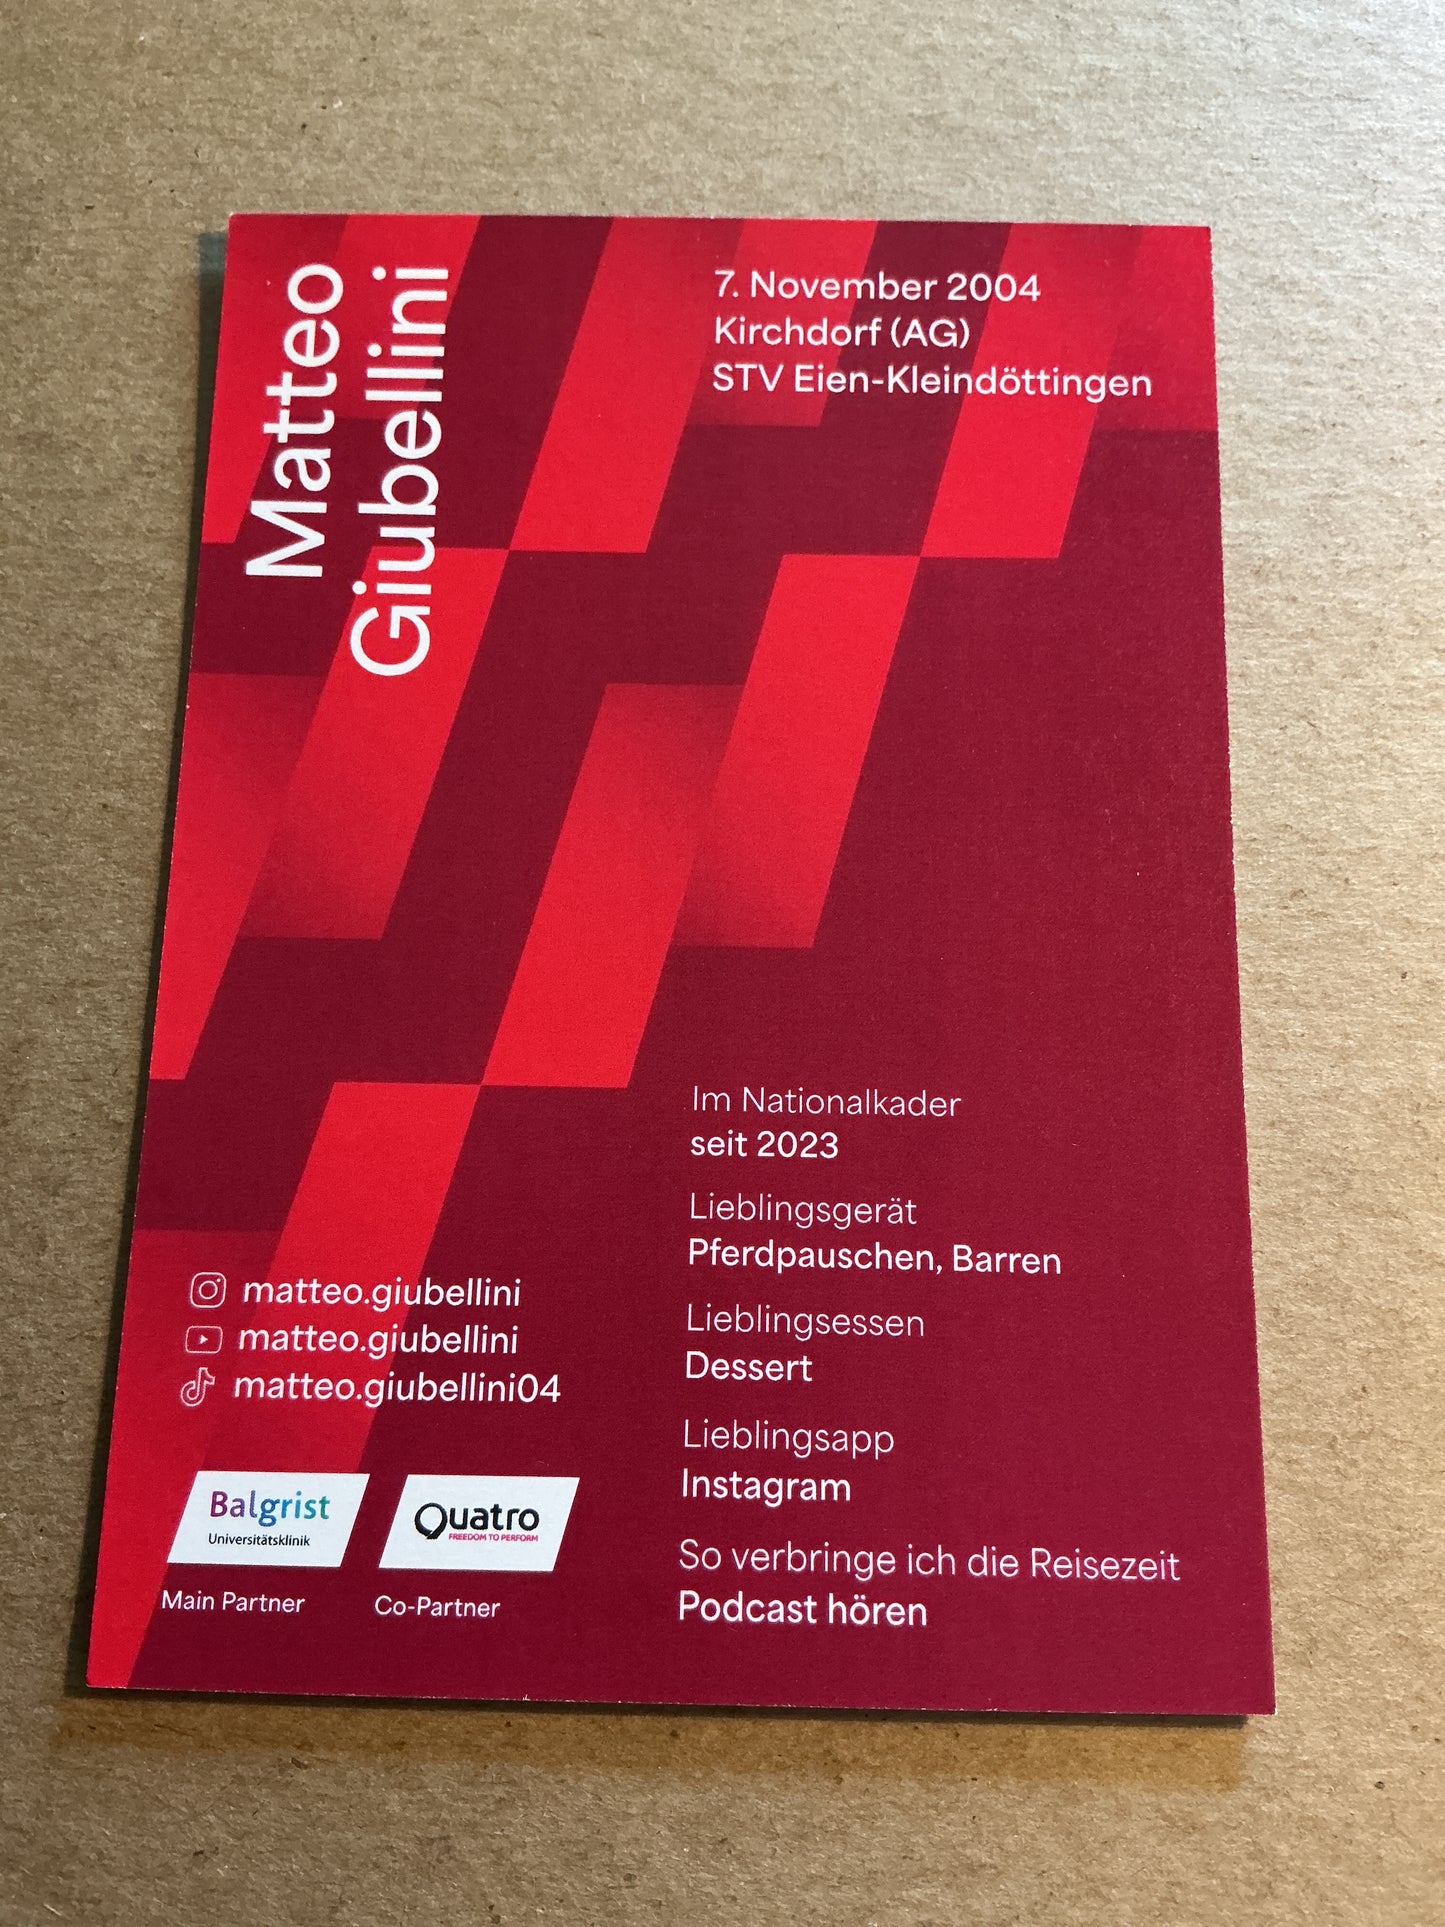 Matteo
Giubellini
7. November 2004
Kirchdorf (AG)
STV Eien-Kleindöttingen
Im Nationalkader
seit 2023
Lieblingsgerät
Pferdpauschen, Barren
Lieblingsessen
Dessert
Lieblingsapp
Instagram
So verbringe ich die Reisezeit
Podcast hören
matteo.giubellini
matteo.giubellini
matteo.giubellini04
Balgrist
Universitätsklinik
Main Partner
Quatro
FREEDOM TO PERFORM
Co-Partner